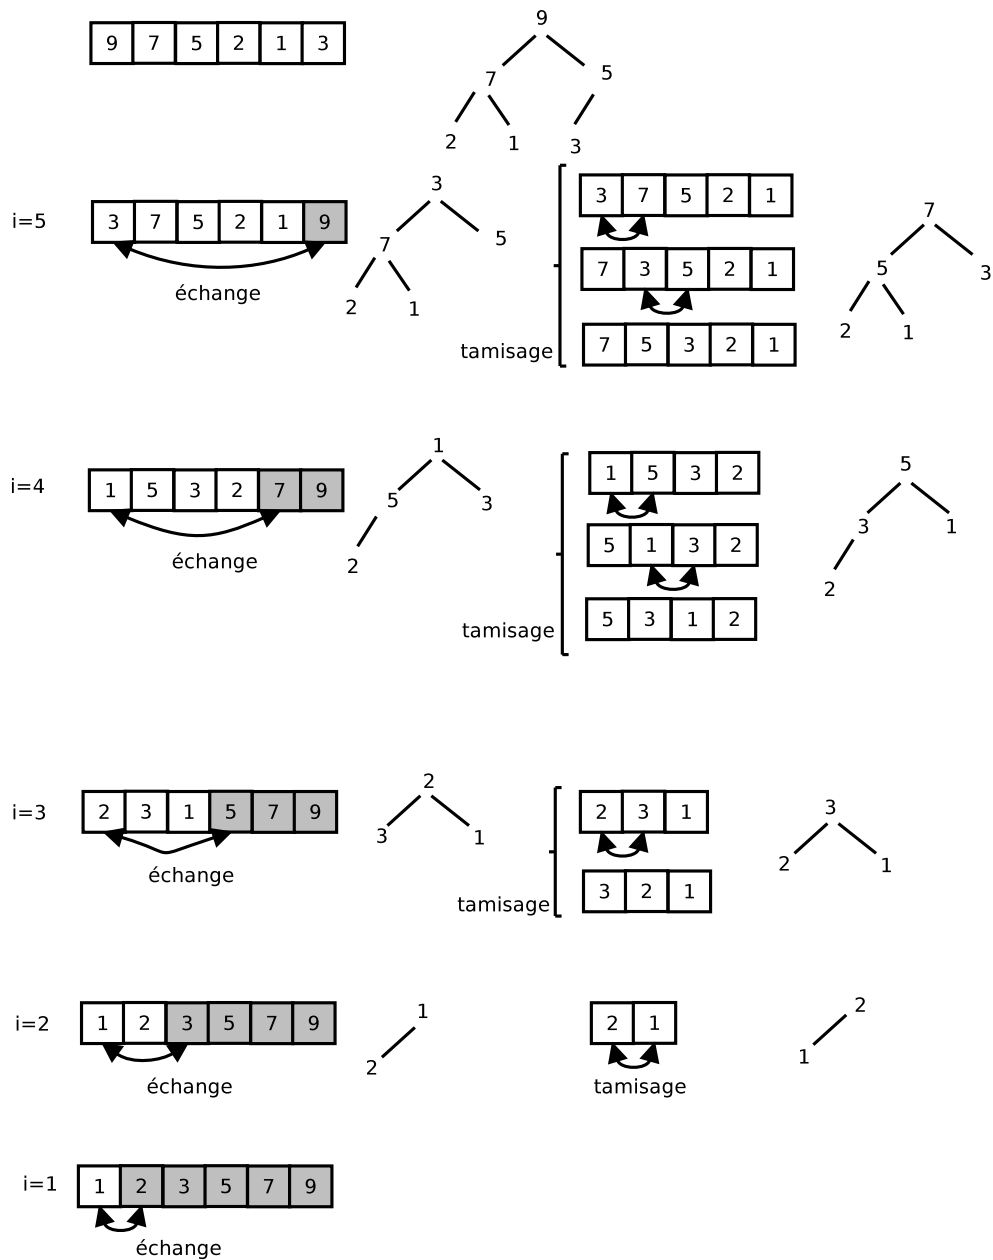 9 7 5 2 1 3
9
7 5
2 1 3
i=5
3 7 5 2 1 9
échange
3
7 5
2 1
3 7 5 2 1
7 3 5 2 1
7 5 3 2 1
tamisage
7
5 3
2 1
i=4
1 5 3 2 7 9
échange
1
5 3
2
1 5 3 2
5 1 3 2
5 3 1 2
tamisage
5
3 1
2
i=3
2 3 1 5 7 9
échange
2
3 1
2 3 1
3 2 1
tamisage
3
2 1
i=2
1 2 3 5 7 9
échange
1
2
2 1
tamisage
2
1
i=1
1 2 3 5 7 9
échange